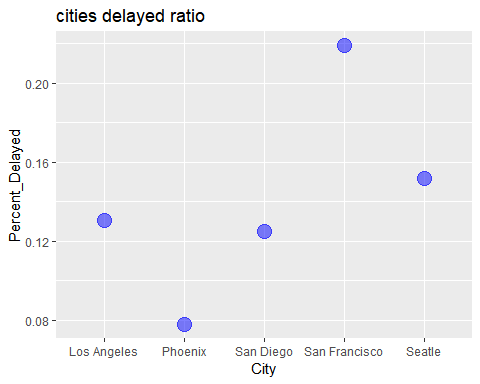 cities delayed ratio
Percent_Delayed
0.20
0.16
0.12
0.08
Los Angeles Phoenix San Diego San Francisco Seatle
City